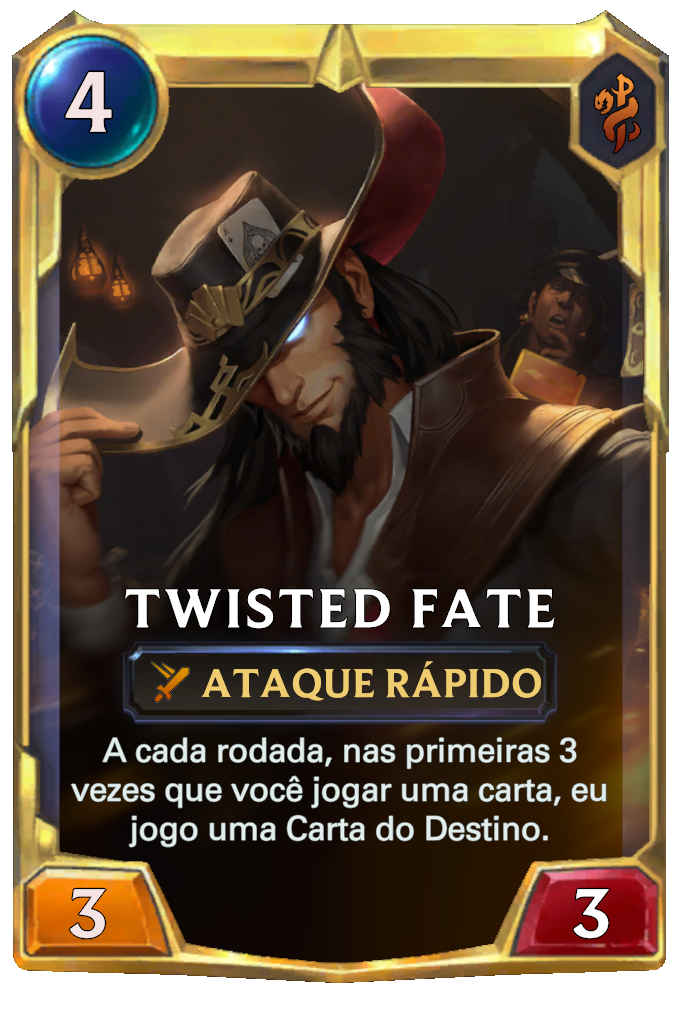 4
TWISTED FATE
ATAQUE RÁPIDO
A cada rodada, nas primeiras 3
vezes que você jogar uma carta, eu
jogo uma Carta do Destino.
3 3